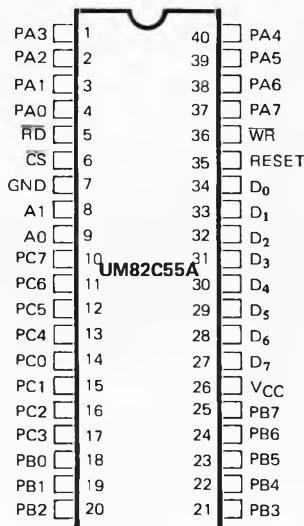 PA3 1 40 PA4
PA2 2 39 PA5
PA1 3 38 PA6
PA0 4 37 PA7
RD 5 36 WR
CS 6 35 RESET
GND 7 34 D0
A1 8 33 D1
A0 9 32 D2
PC7 10 31 D3
UM82C55A
PC6 11 30 D4
PC5 12 29 D5
PC4 13 28 D6
PC0 14 27 D7
PC1 15 26 VCC
PC2 16 25 PB7
PC3 17 24 PB6
PB0 18 23 PB5
PB1 19 22 PB4
PB2 20 21 PB3